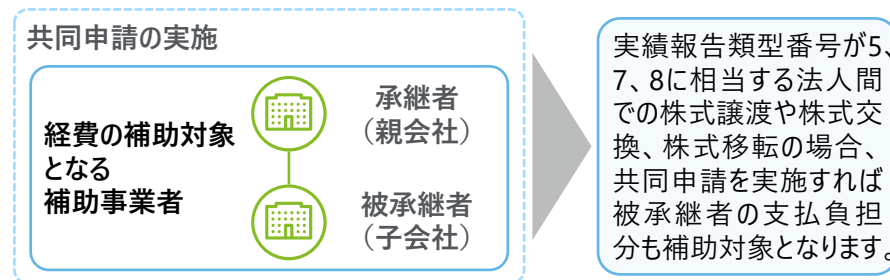 共同申請の実施
経費の補助対象
となる
補助事業者
承継者
（親会社）
被承継者
（子会社）
実績報告類型番号が5、
7、8に相当する法人間
での株式譲渡や株式交
換、株式移転の場合、
共同申請を実施すれば
被承継者の支払負担
分も補助対象となります。